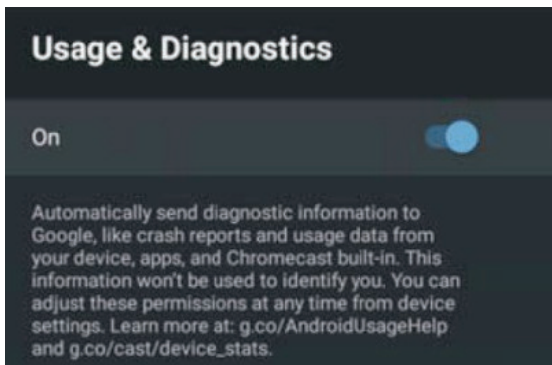 Usage & Diagnostics
On
Automatically send diagnostic information to
Google, like crash reports and usage data from
your device, apps, and Chromecast built-in. This
information won't be used to identify you. You can
adjust these permissions at any time from device
settings. Learn more at: g.co/AndroidUsageHelp
and g.co/cast/device_stats.